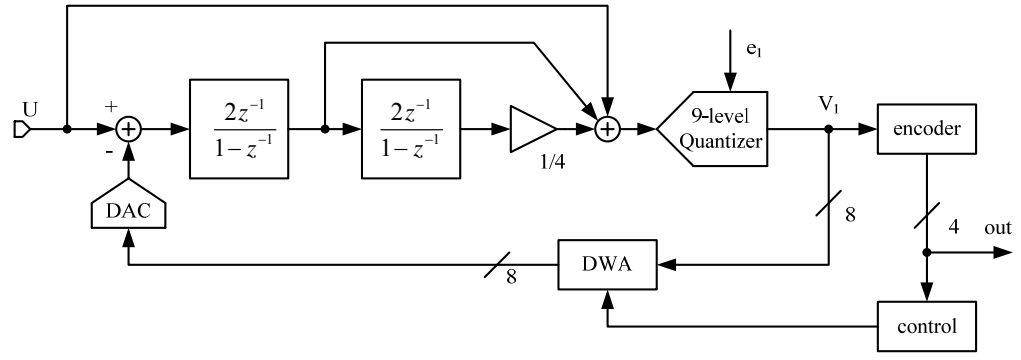 U
+
+
-
2z⁻¹
1 − z⁻¹
2z⁻¹
1 − z⁻¹
1/4
+
e₁
9-level
Quantizer
V₁
encoder
DAC
8
4
out
8
DWA
control